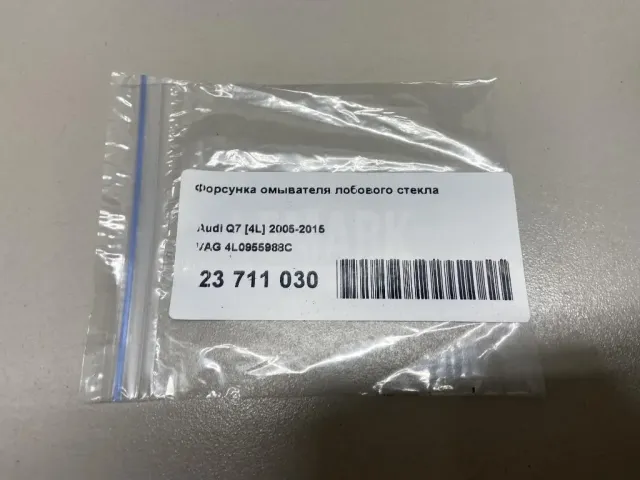 Форсунка омывателя лобового стекла
Audi Q7 [4L] 2005-2015
VAG 4L0955988C
23 711 030